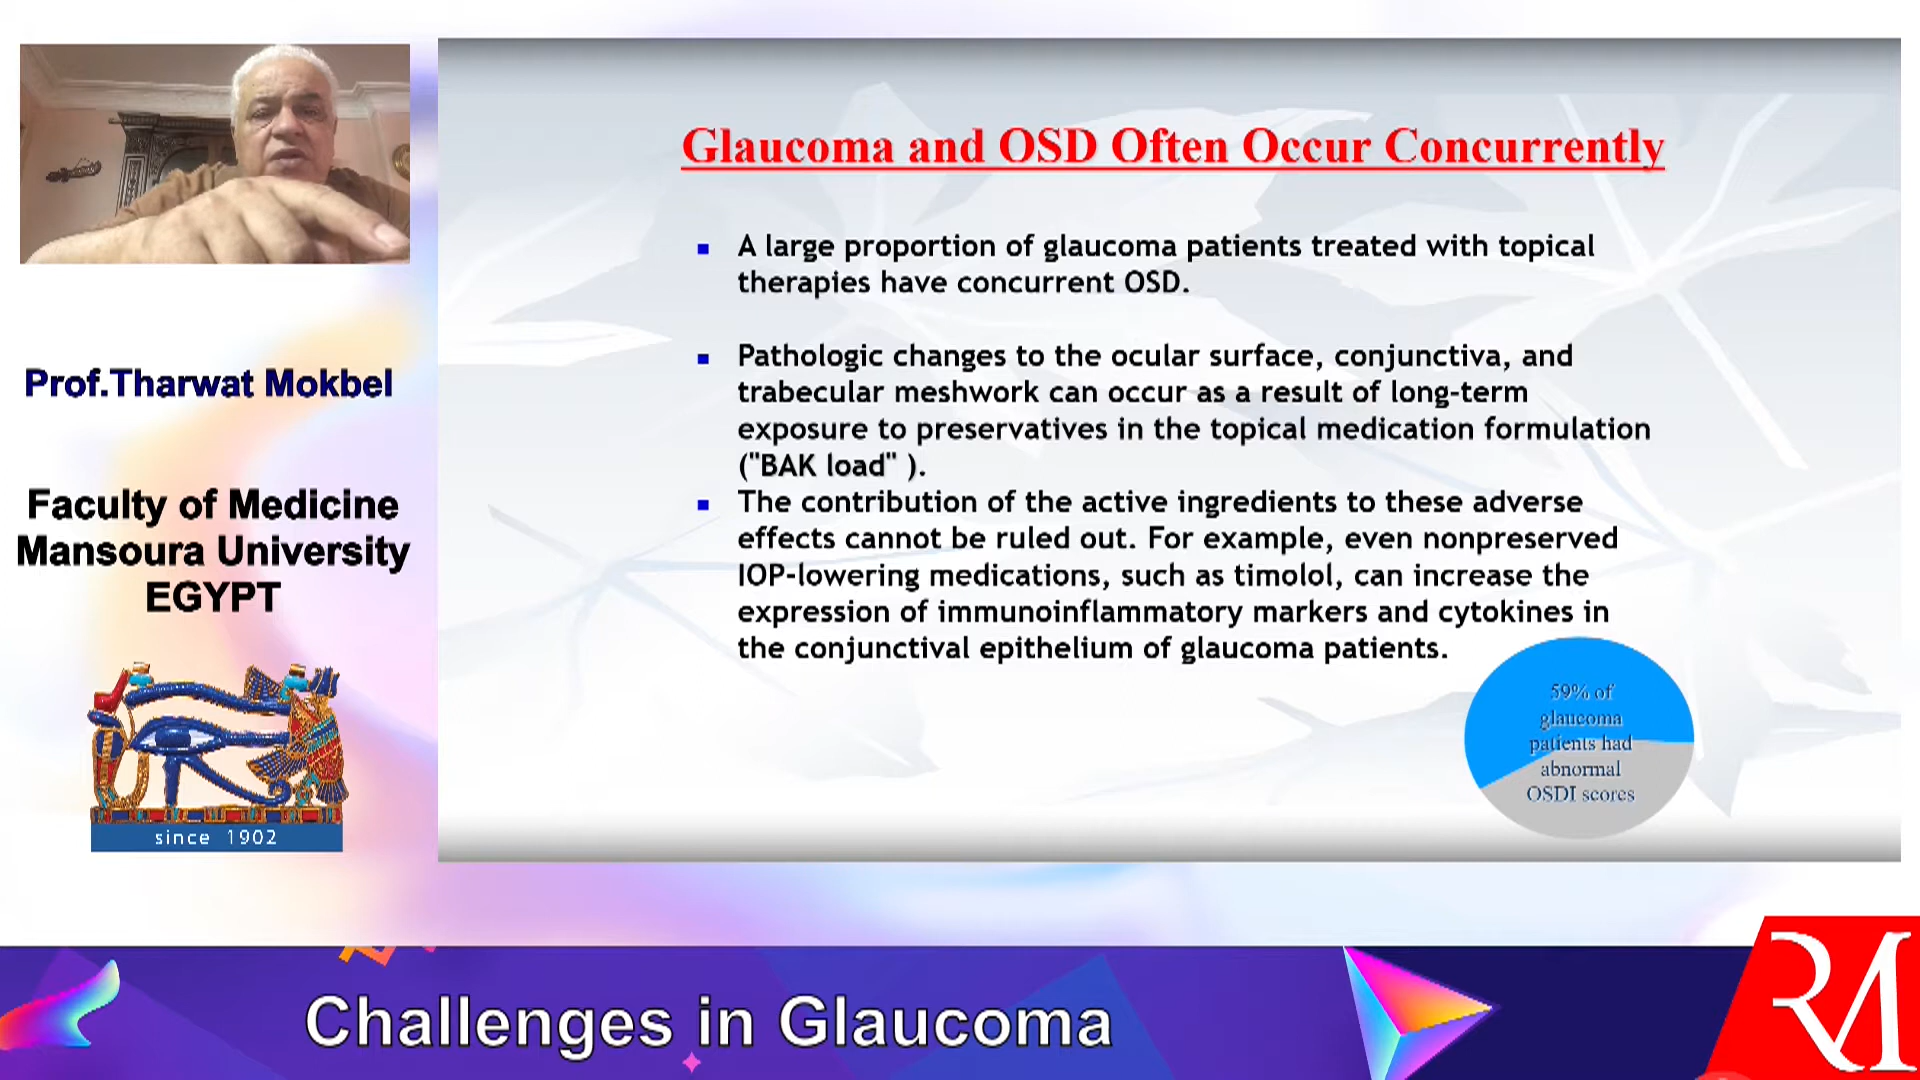 Glaucoma and OSD Often Occur Concurrently
A large proportion of glaucoma patients treated with topical
therapies have concurrent OSD.
Pathologic changes to the ocular surface, conjunctiva, and
trabecular meshwork can occur as a result of long-term
exposure to preservatives in the topical medication formulation
("BAK load" ).
The contribution of the active ingredients to these adverse
effects cannot be ruled out. For example, even nonpreserved
IOP-lowering medications, such as timolol, can increase the
expression of immunoinflammatory markers and cytokines in
the conjunctival epithelium of glaucoma patients.
59% of
glaucoma
patients had
abnormal
OSDI scores
Prof.Tharwat Mokbel
Faculty of Medicine
Mansoura University
EGYPT
since 1902
Challenges in Glaucoma
RM